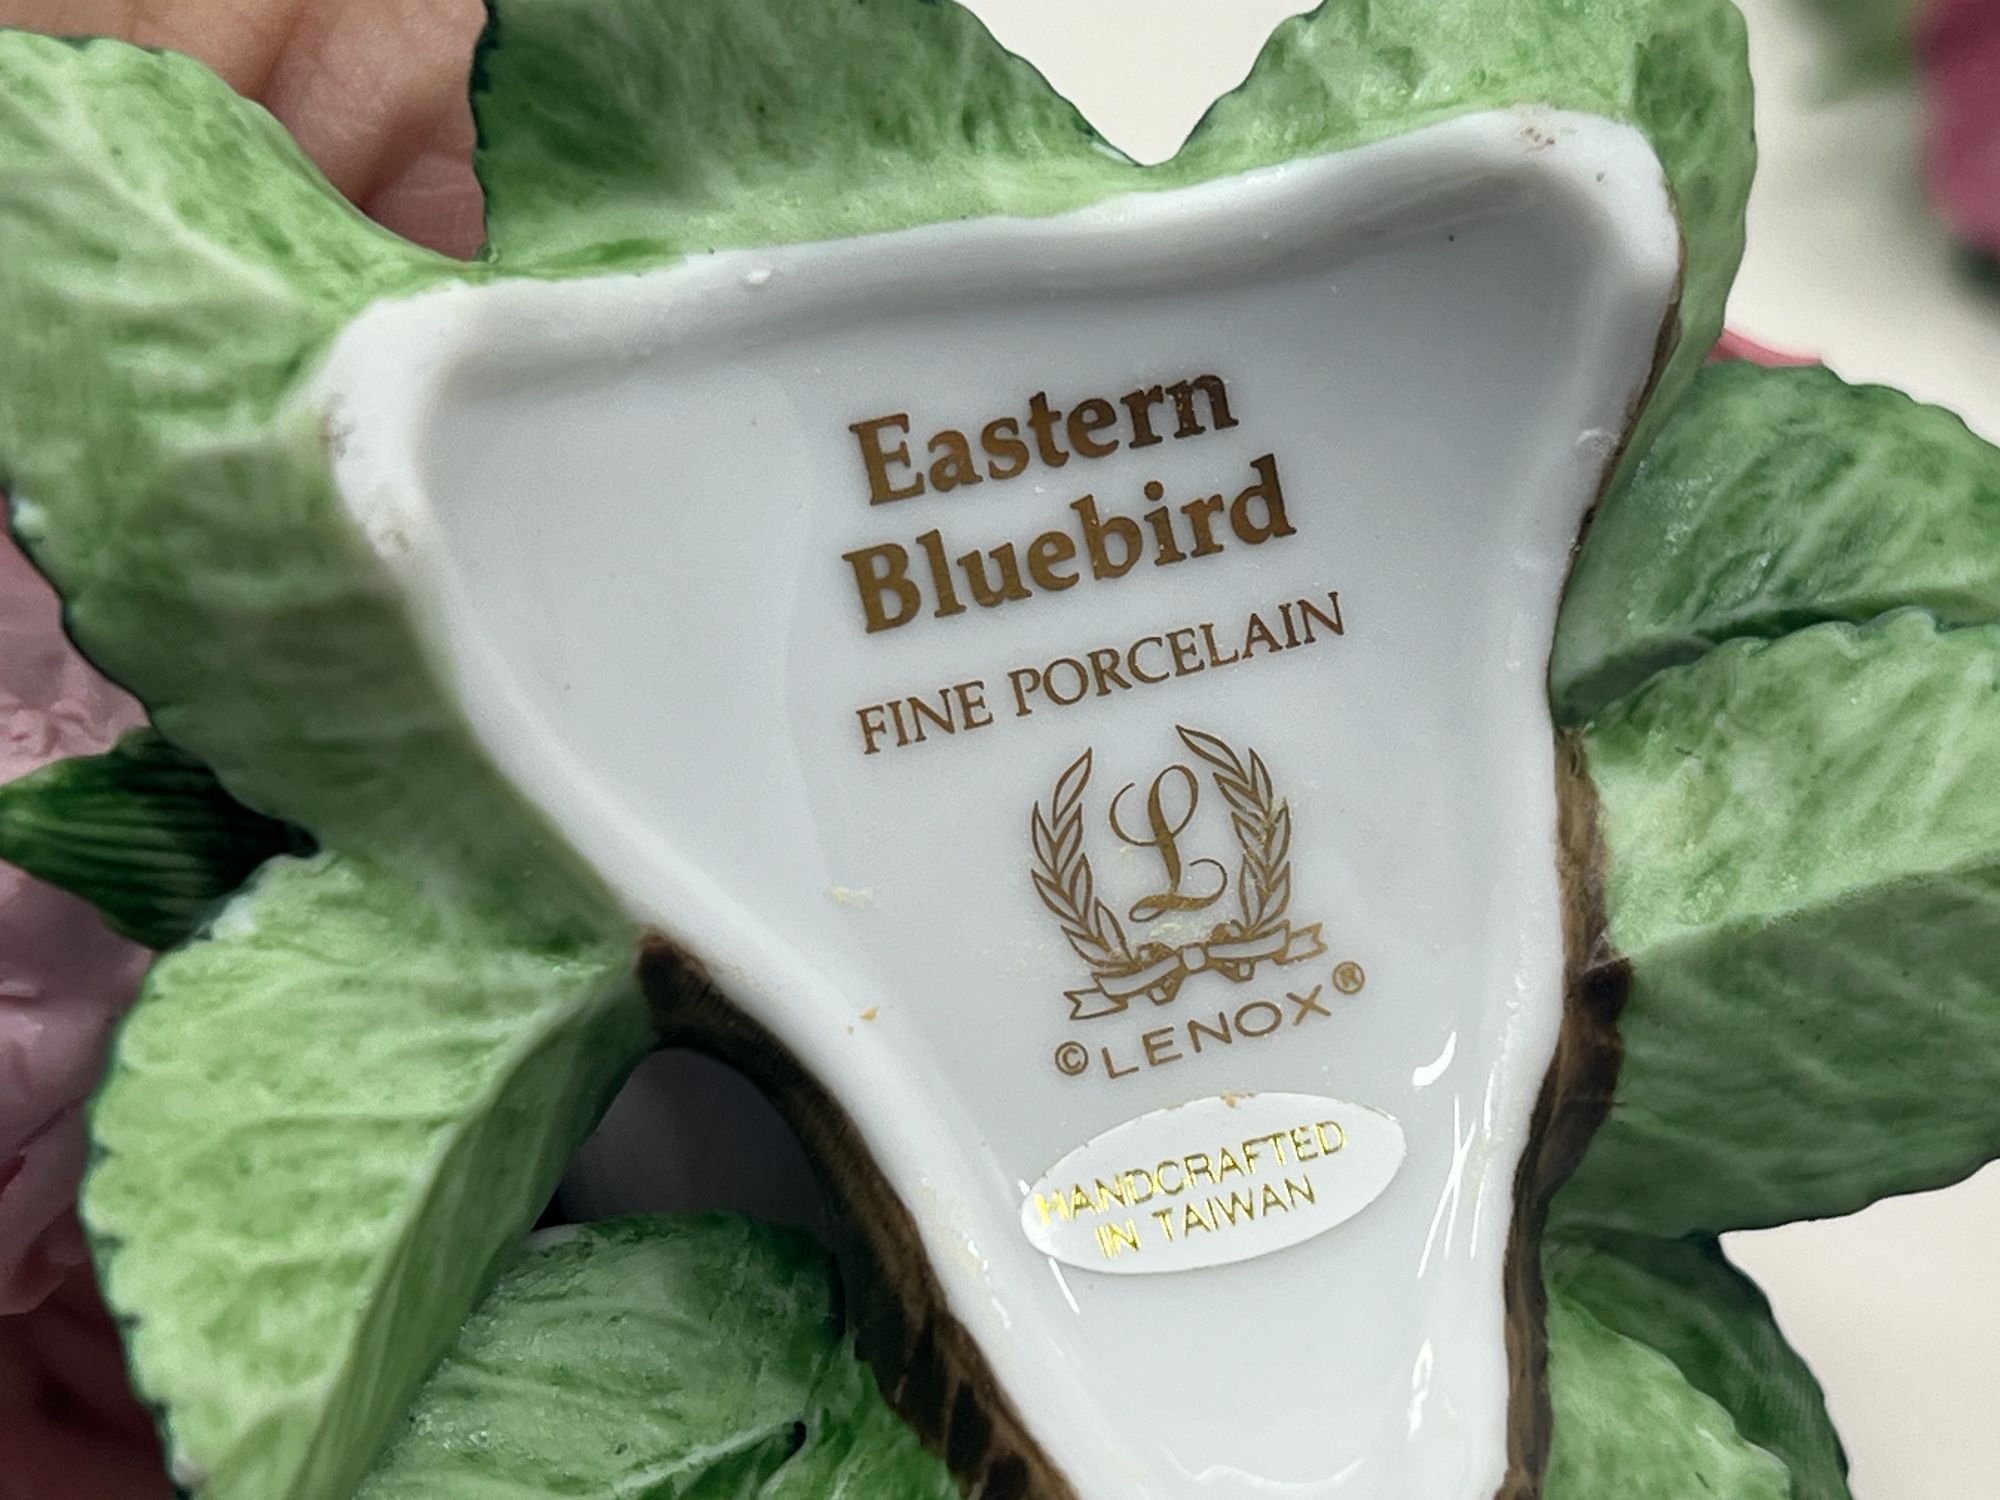 Eastern
Bluebird
FINE PORCELAIN
L
©LENOX®
HANDCRAFTED
IN TAIWAN